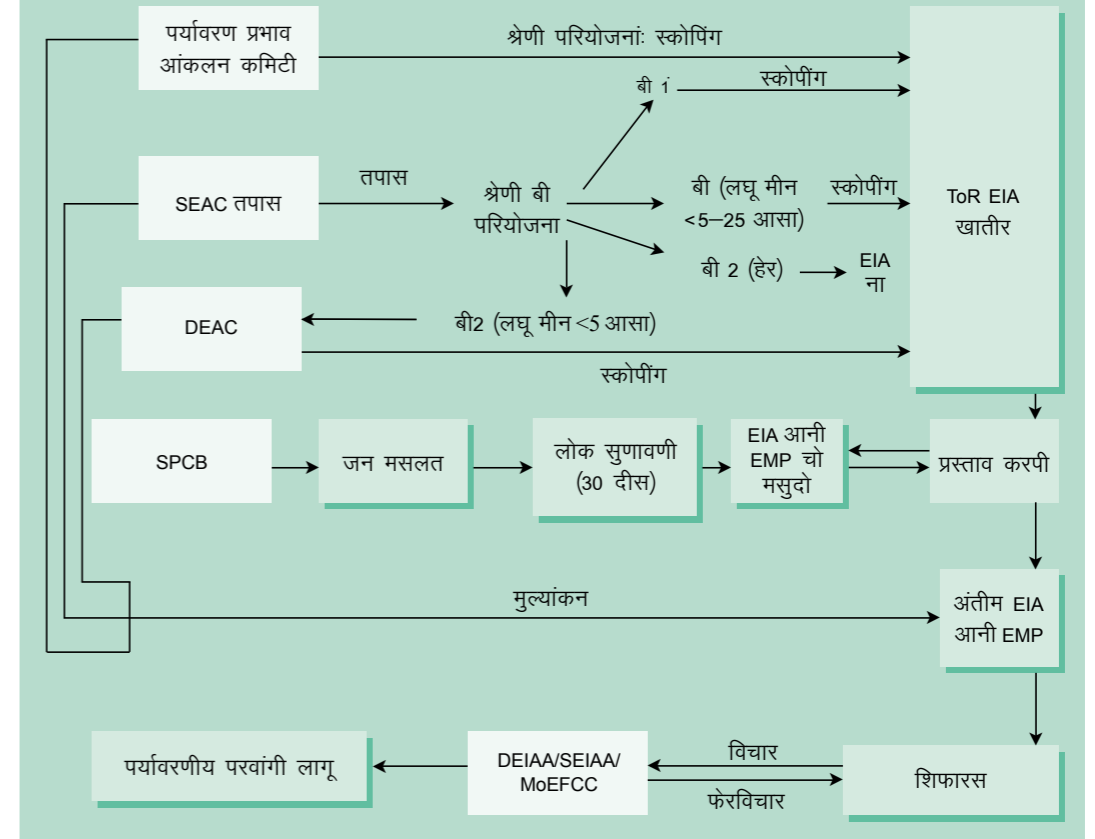 पर्यावरण प्रभाव
आंकलन कमिटी
श्रेणी परियोजनांः स्कोपिंग
बी 1ं
स्कोपींग
SEAC तपास
तपास
श्रेणी बी
परियोजना
बी (लघू मीन
<5–25 आसा)
स्कोपींग
ToR EIA
खातीर
बी 2 (हेर)
EIA
ना
DEAC
बी2 (लघू मीन <5 आसा)
स्कोपींग
SPCB
जन मसलत
लोक सुणावणी
(30 दीस)
EIA आनी
EMP चो
मसुदो
प्रस्ताव करपी
मुल्यांकन
अंतीम EIA
आनी EMP
पर्यावरणीय परवांगी लागू
DEIAA/SEIAA/
MoEFCC
विचार
फेरविचार
शिफारस